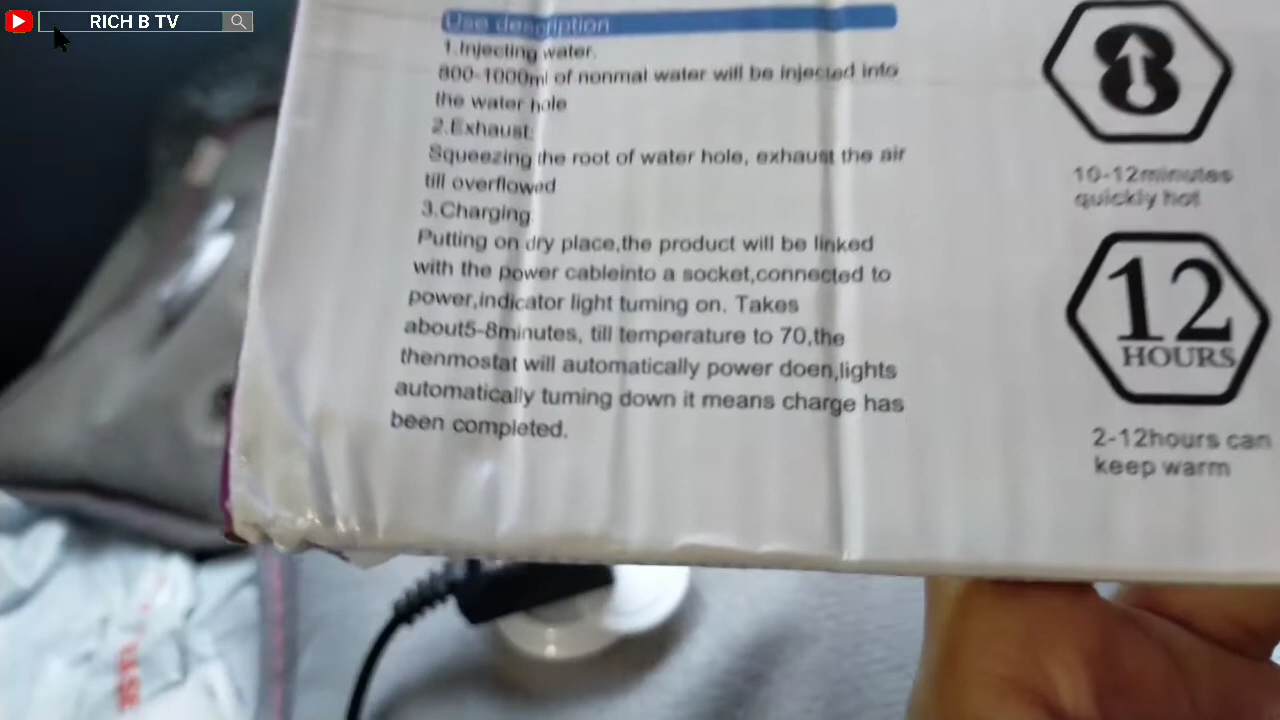 RICH B TV
Use description
1.Injecting water.
800-1000ml of nonmal water will be injected into
the water hole
2.Exhaust:
Squeezing the root of water hole, exhaust the air
till overflowed
3.Charging
Putting on dry place,the product will be linked
with the power cableinto a socket,connected to
power,indicator light tuming on. Takes
about5-8minutes, till temperature to 70,the
thenmostat will automatically power doen,lights
automatically tuming down it means charge has
been completed.
8
10-12minutes
quickly hot
12
HOURS
2-12hours can
keep warm